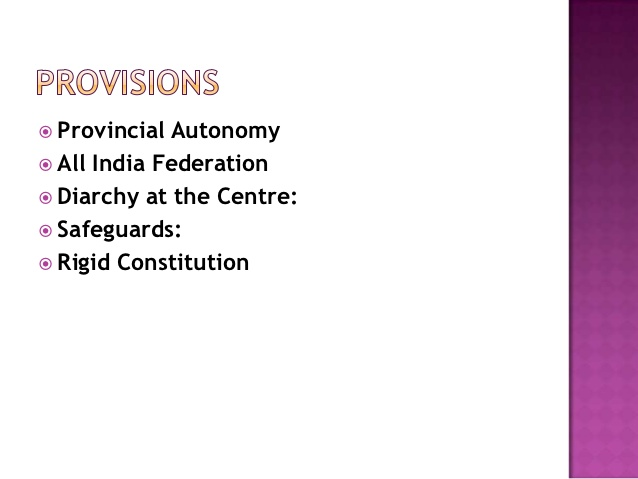 PROVISIONS
Provincial Autonomy
All India Federation
Diarchy at the Centre:
Safeguards:
Rigid Constitution